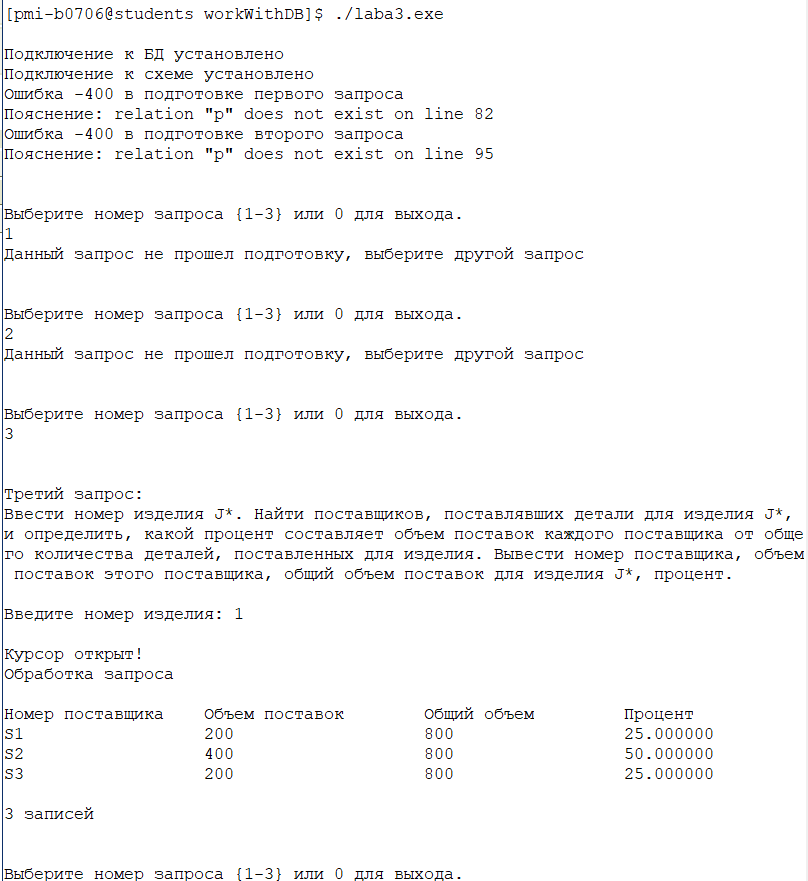 [pmi-b0706@students workWithDB]$ ./laba3.exe
Подключение к БД установлено
Подключение к схеме установлено
Ошибка -400 в подготовке первого запроса
Пояснение: relation "p" does not exist on line 82
Ошибка -400 в подготовке второго запроса
Пояснение: relation "p" does not exist on line 95
Выберите номер запроса {1-3} или 0 для выхода.
1
Данный запрос не прошел подготовку, выберите другой запрос
Выберите номер запроса {1-3} или 0 для выхода.
2
Данный запрос не прошел подготовку, выберите другой запрос
Выберите номер запроса {1-3} или 0 для выхода.
3
Третий запрос:
Ввести номер изделия J*. Найти поставщиков, поставлявших детали для изделия J*,
и определить, какой процент составляет объем поставок каждого поставщика от обще
го количества деталей, поставленных для изделия. Вывести номер поставщика, объем
поставок этого поставщика, общий объем поставок для изделия J*, процент.
Введите номер изделия: 1
Курсор открыт!
Обработка запроса
Номер поставщика Объем поставок Общий объем Процент
S1 200 800 25.000000
S2 400 800 50.000000
S3 200 800 25.000000
3 записей
Выберите номер запроса {1-3} или 0 для выхода.